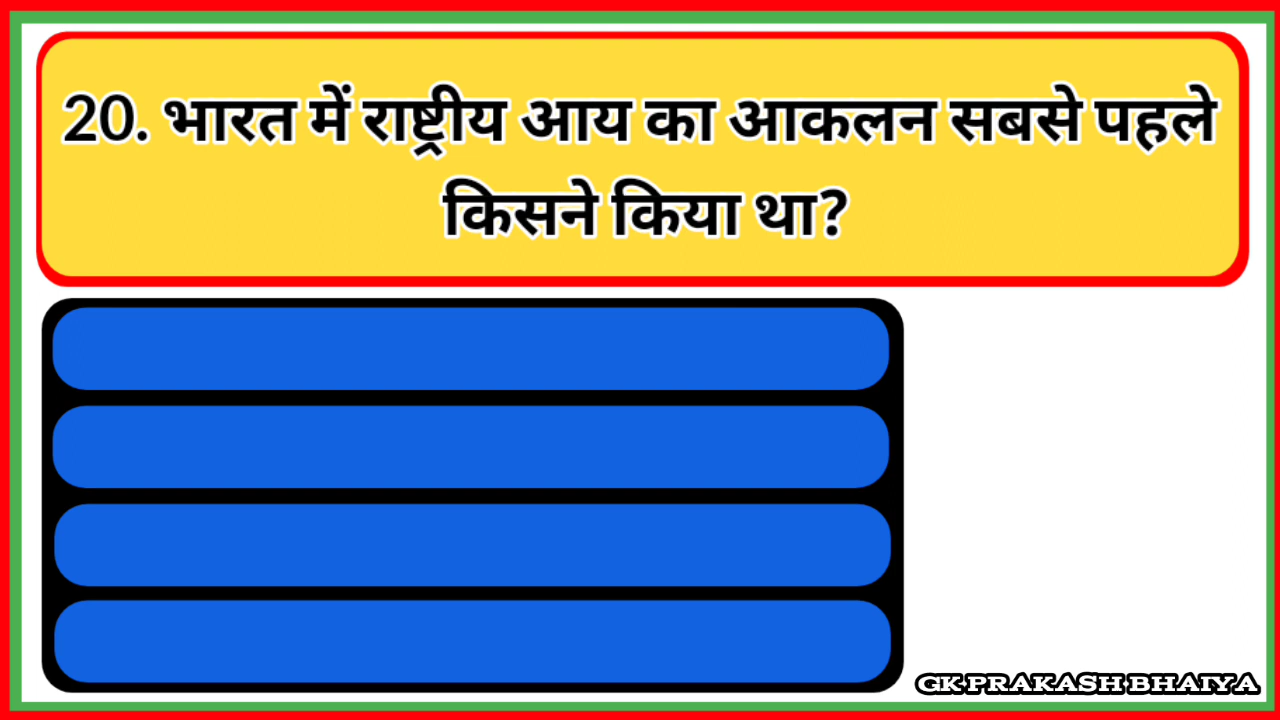 20. भारत में राष्ट्रीय आय का आकलन सबसे पहले
किसने किया था?
GK PRAKASH BHAIYA